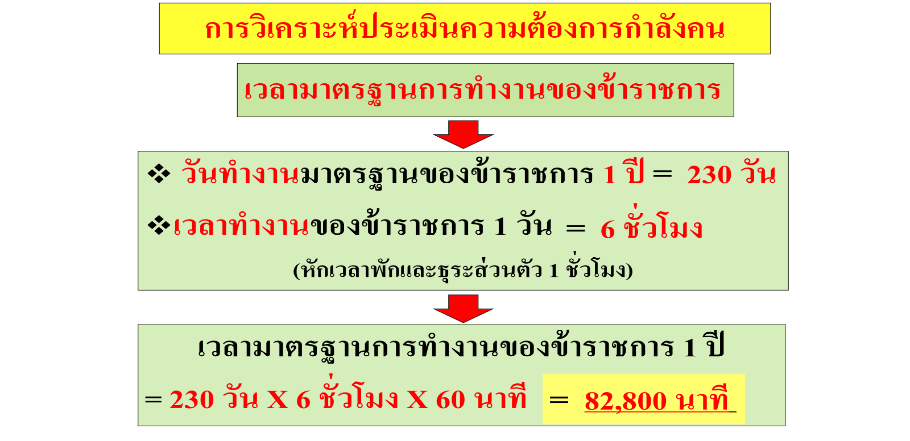 การวิเคราะห์ประเมินความต้องการกำลังคน
เวลามาตรฐานการทำงานของข้าราชการ
❖ วันทำงานมาตรฐานของข้าราชการ 1 ปี = 230 วัน
❖เวลาทำงานของข้าราชการ 1 วัน = 6 ชั่วโมง
(หักเวลาพักและธุระส่วนตัว 1 ชั่วโมง)
เวลามาตรฐานการทำงานของข้าราชการ 1 ปี
= 230 วัน X 6 ชั่วโมง X 60 นาที = 82,800 นาที